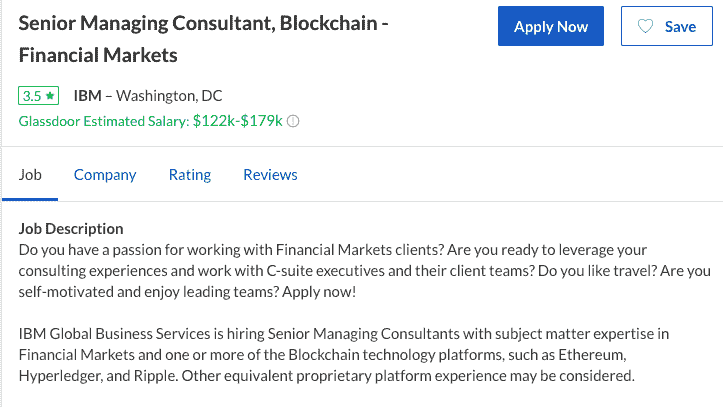 Senior Managing Consultant, Blockchain -
Financial Markets
Apply Now
Save
3.5 ★ IBM – Washington, DC
Glassdoor Estimated Salary: $122k-$179k
Job Company Rating Reviews
Job Description
Do you have a passion for working with Financial Markets clients? Are you ready to leverage your
consulting experiences and work with C-suite executives and their client teams? Do you like travel? Are you
self-motivated and enjoy leading teams? Apply now!
IBM Global Business Services is hiring Senior Managing Consultants with subject matter expertise in
Financial Markets and one or more of the Blockchain technology platforms, such as Ethereum,
Hyperledger, and Ripple. Other equivalent proprietary platform experience may be considered.